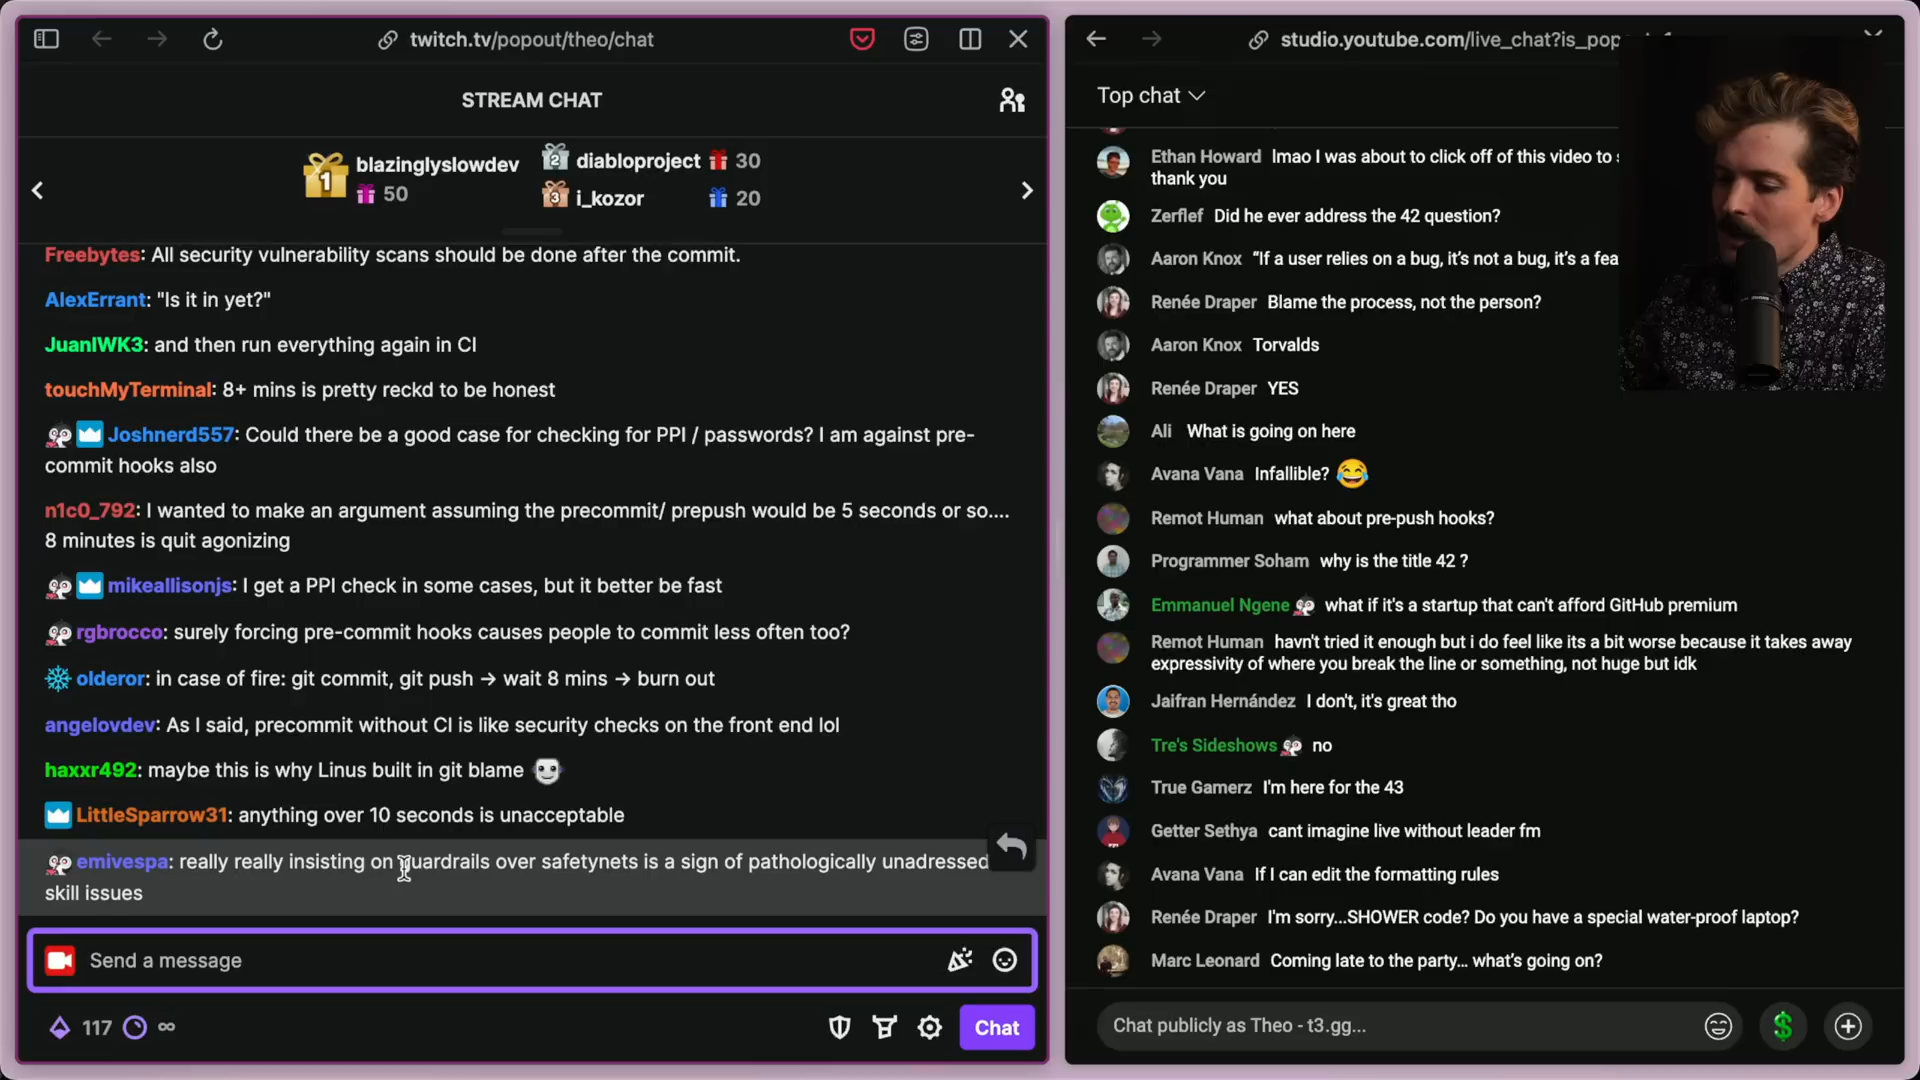 twitch.tv/popout/theo/chat
STREAM CHAT
1 blazinglyslowdev
50
2 diabloproject 30
3 i_kozor 20
Freebytes: All security vulnerability scans should be done after the commit.
AlexErrant: "Is it in yet?"
JuanIWK3: and then run everything again in CI
touchMyTerminal: 8+ mins is pretty reckd to be honest
Joshnerd557: Could there be a good case for checking for PPI / passwords? I am against pre-
commit hooks also
n1c0_792: I wanted to make an argument assuming the precommit/ prepush would be 5 seconds or so....
8 minutes is quit agonizing
mikeallisonjs: I get a PPI check in some cases, but it better be fast
rgbrocco: surely forcing pre-commit hooks causes people to commit less often too?
olderor: in case of fire: git commit, git push → wait 8 mins → burn out
angelovdev: As I said, precommit without CI is like security checks on the front end lol
haxxr492: maybe this is why Linus built in git blame
LittleSparrow31: anything over 10 seconds is unacceptable
emivespa: really really insisting on guardrails over safetynets is a sign of pathologically unadressed
skill issues
Send a message
117 ∞
Chat
studio.youtube.com/live_chat?is_pop
Top chat
Ethan Howard lmao I was about to click off of this video to
thank you
Zerflef Did he ever address the 42 question?
Aaron Knox “If a user relies on a bug, it’s not a bug, it’s a fea
Renée Draper Blame the process, not the person?
Aaron Knox Torvalds
Renée Draper YES
Ali What is going on here
Avana Vana Infallible? 😂
Remot Human what about pre-push hooks?
Programmer Soham why is the title 42 ?
Emmanuel Ngene what if it's a startup that can't afford GitHub premium
Remot Human havn't tried it enough but i do feel like its a bit worse because it takes away
expressivity of where you break the line or something, not huge but idk
Jaifran Hernández I don't, it's great tho
Tre's Sideshows no
True Gamerz I'm here for the 43
Getter Sethya cant imagine live without leader fm
Avana Vana If I can edit the formatting rules
Renée Draper I'm sorry...SHOWER code? Do you have a special water-proof laptop?
Marc Leonard Coming late to the party… what’s going on?
Chat publicly as Theo - t3.gg...